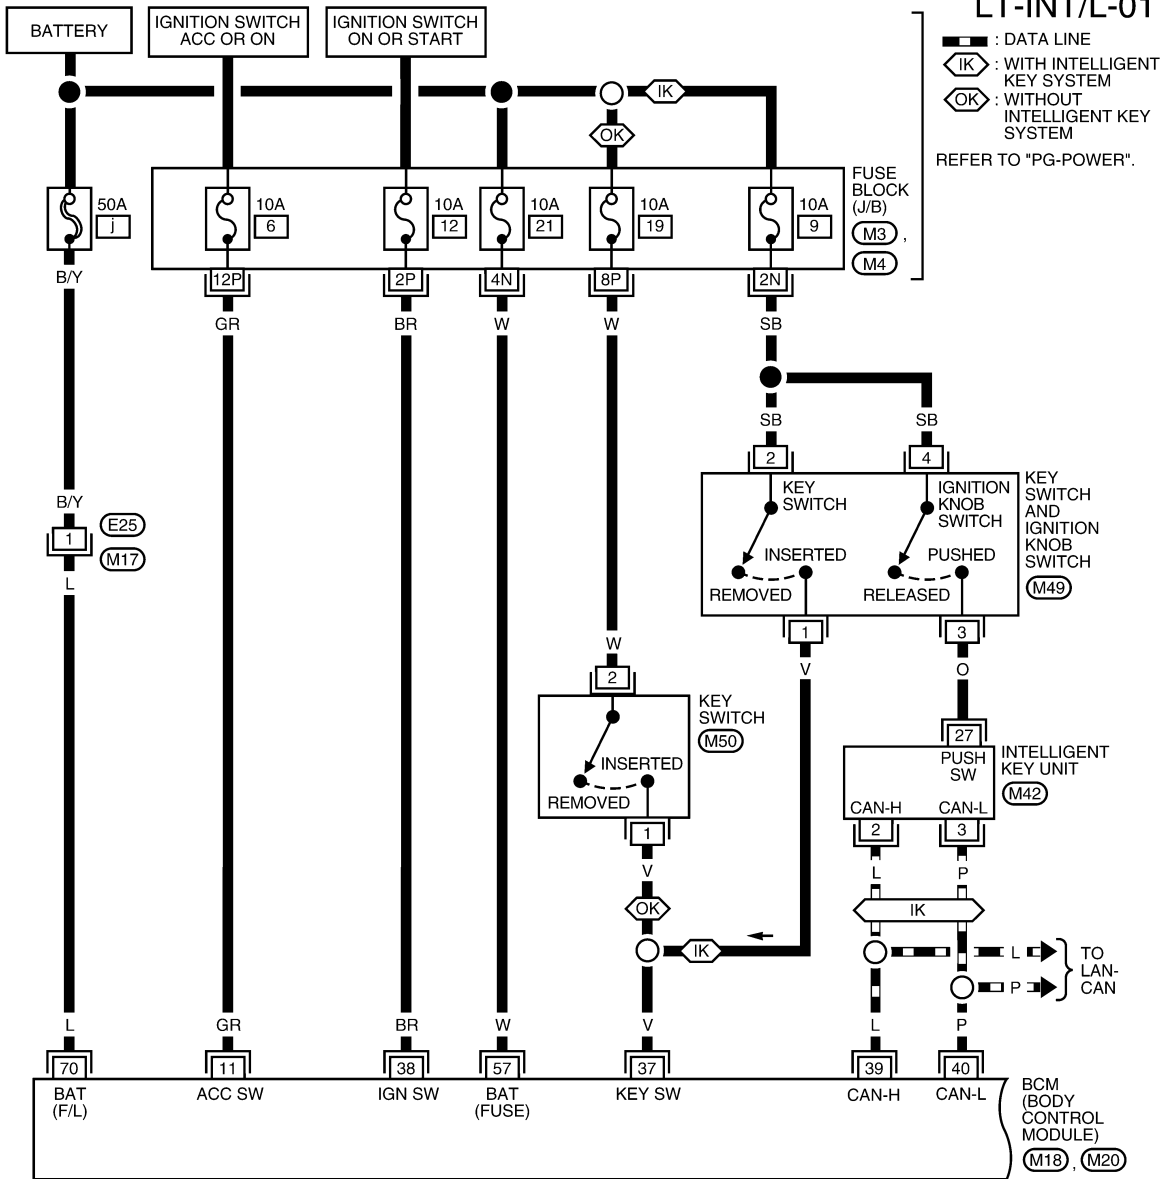 LT-INT/L-01
BATTERY
IGNITION SWITCH
ACC OR ON
IGNITION SWITCH
ON OR START
: DATA LINE
IK : WITH INTELLIGENT
KEY SYSTEM
OK : WITHOUT
INTELLIGENT KEY
SYSTEM
REFER TO "PG-POWER".
IK
OK
50A
j
10A
6
10A
12
10A
21
10A
19
10A
9
FUSE
BLOCK
(J/B)
M3 ,
M4
12P
2P
4N
8P
2N
B/Y
GR
BR
W
W
SB
SB
SB
2
4
KEY
SWITCH
IGNITION
KNOB
SWITCH
INSERTED
PUSHED
REMOVED
RELEASED
KEY
SWITCH
AND
IGNITION
KNOB
SWITCH
M49
B/Y
1
E25
M17
L
1
3
V
O
W
2
KEY
SWITCH
M50
INSERTED
REMOVED
1
V
OK
IK
27
PUSH
SW
INTELLIGENT
KEY UNIT
M42
CAN-H
CAN-L
2
3
L
P
IK
L
P
TO
LAN-
CAN
L
GR
BR
W
V
L
P
70
11
38
57
37
39
40
BAT
(F/L)
ACC SW
IGN SW
BAT
(FUSE)
KEY SW
CAN-H
CAN-L
BCM
(BODY
CONTROL
MODULE)
M18 , M20